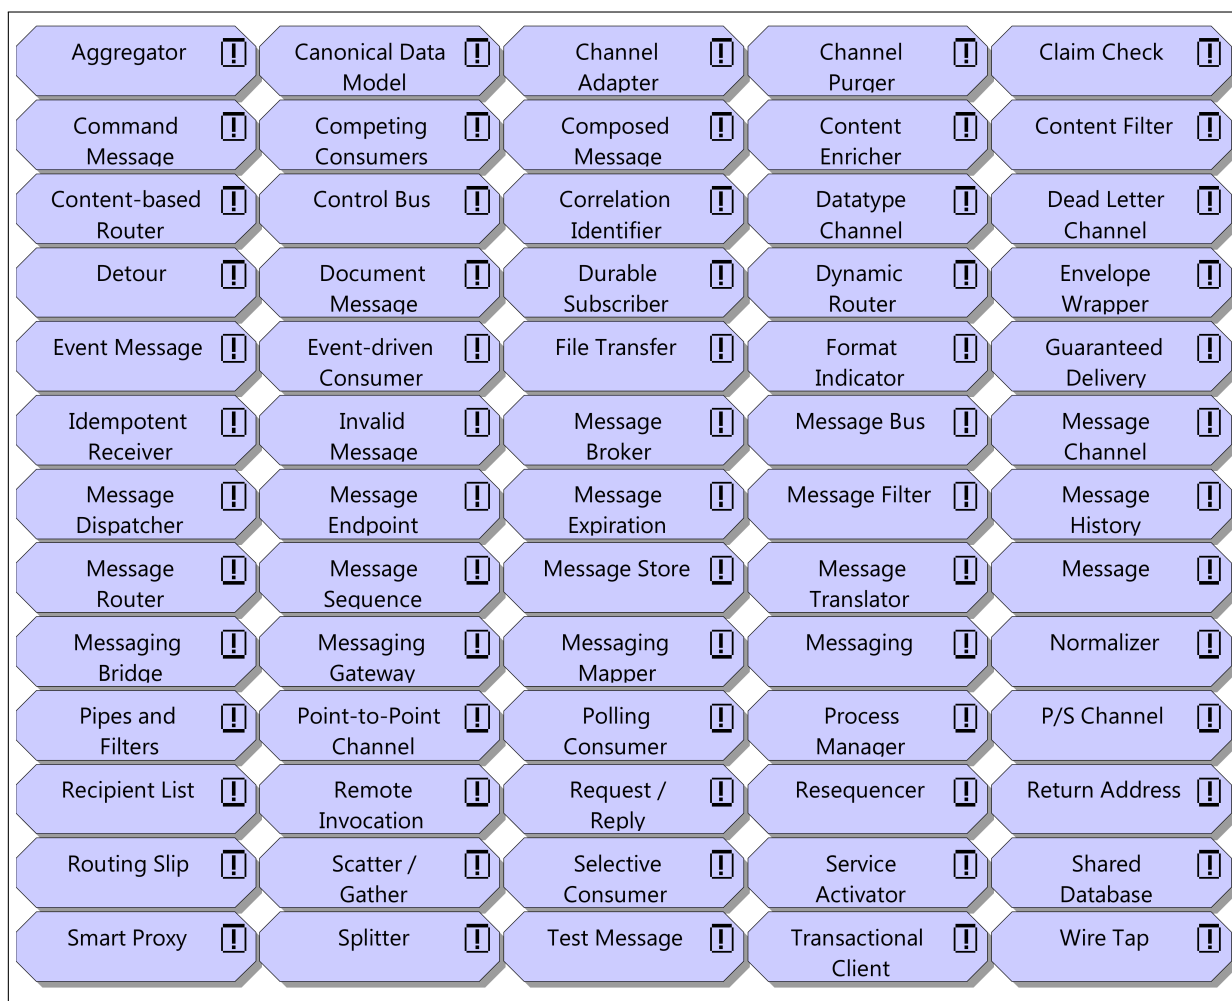 Aggregator
Canonical Data
Model
Channel
Adapter
Channel
Purger
Claim Check
Command
Message
Competing
Consumers
Composed
Message
Content
Enricher
Content Filter
Content-based
Router
Control Bus
Correlation
Identifier
Datatype
Channel
Dead Letter
Channel
Detour
Document
Message
Durable
Subscriber
Dynamic
Router
Envelope
Wrapper
Event Message
Event-driven
Consumer
File Transfer
Format
Indicator
Guaranteed
Delivery
Idempotent
Receiver
Invalid
Message
Message
Broker
Message Bus
Message
Channel
Message
Dispatcher
Message
Endpoint
Message
Expiration
Message Filter
Message
History
Message
Router
Message
Sequence
Message Store
Message
Translator
Message
Messaging
Bridge
Messaging
Gateway
Messaging
Mapper
Messaging
Normalizer
Pipes and
Filters
Point-to-Point
Channel
Polling
Consumer
Process
Manager
P/S Channel
Recipient List
Remote
Invocation
Request /
Reply
Resequencer
Return Address
Routing Slip
Scatter /
Gather
Selective
Consumer
Service
Activator
Shared
Database
Smart Proxy
Splitter
Test Message
Transactional
Client
Wire Tap